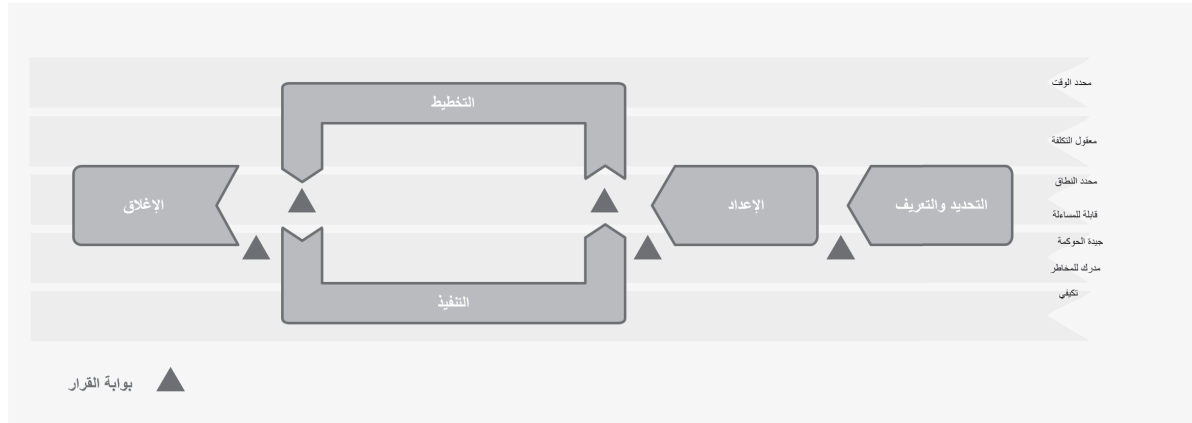 محدد الوقت
التخطيط
معقول التكلفة
محدد النطاق
التحديد والتعريف
الإعداد
الإغلاق
قابلة للمساءلة
جيدة الحوكمة
مدرك للمخاطر
تكيفي
التنفيذ
بوابة القرار